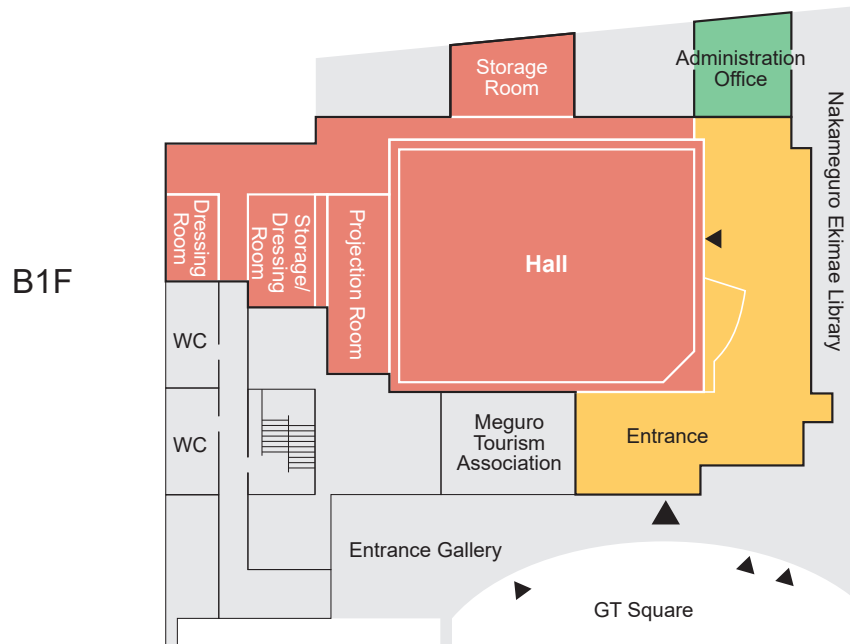 Administration
Office
Storage
Room
Nakameguro Ekimae Library
Dressing
Room
Storage/
Dressing
Room
Projection Room
Hall
B1F
WC
WC
Meguro
Tourism
Association
Entrance
Entrance Gallery
GT Square